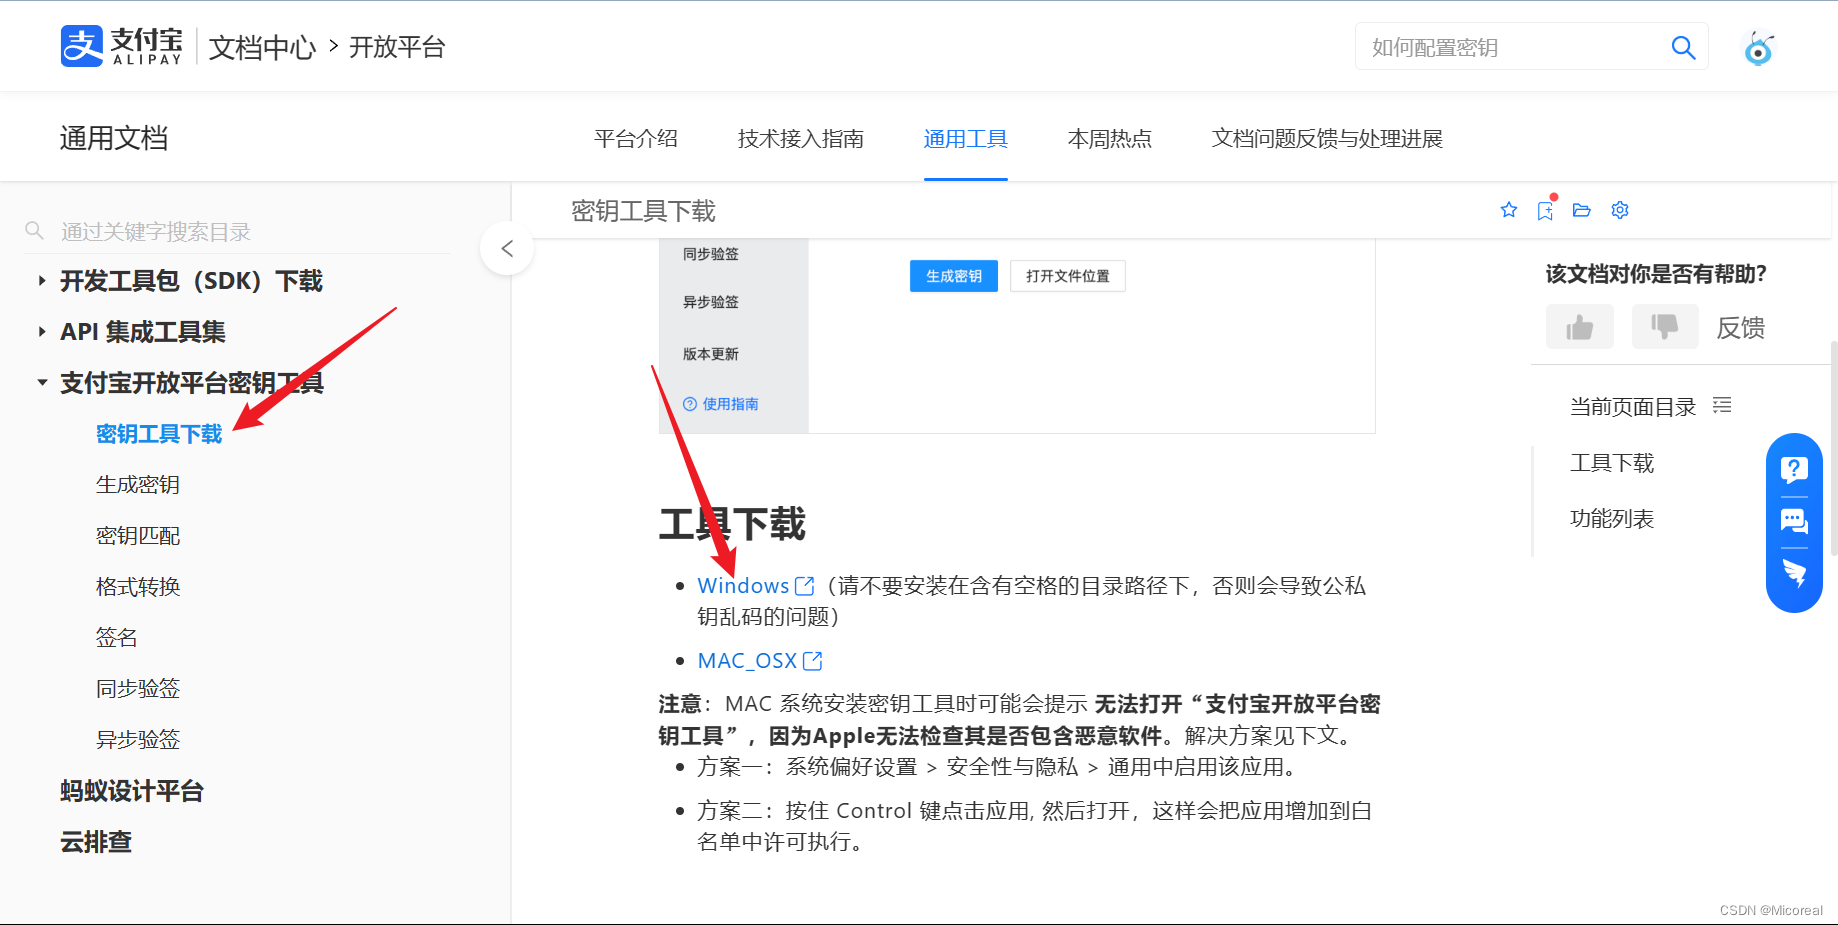 支付宝
ALIPAY
文档中心 > 开放平台
如何配置密钥
通用文档
平台介绍
技术接入指南
通用工具
本周热点
文档问题反馈与处理进展
通过关键字搜索目录
开发工具包（SDK）下载
API 集成工具集
支付宝开放平台密钥工具
密钥工具下载
生成密钥
密钥匹配
格式转换
签名
同步验签
异步验签
蚂蚁设计平台
云排查
密钥工具下载
同步验签
异步验签
版本更新
使用指南
生成密钥
打开文件位置
工具下载
Windows（请不要安装在含有空格的目录路径下，否则会导致公私
钥乱码的问题）
MAC_OSX
注意：MAC 系统安装密钥工具时可能会提示 无法打开“支付宝开放平台密
钥工具”，因为Apple无法检查其是否包含恶意软件。解决方案见下文。
方案一：系统偏好设置 > 安全性与隐私 > 通用中启用该应用。
方案二：按住 Control 键点击应用, 然后打开，这样会把应用增加到白
名单中许可执行。
该文档对你是否有帮助?
反馈
当前页面目录
工具下载
功能列表
CSDN @Micoreal